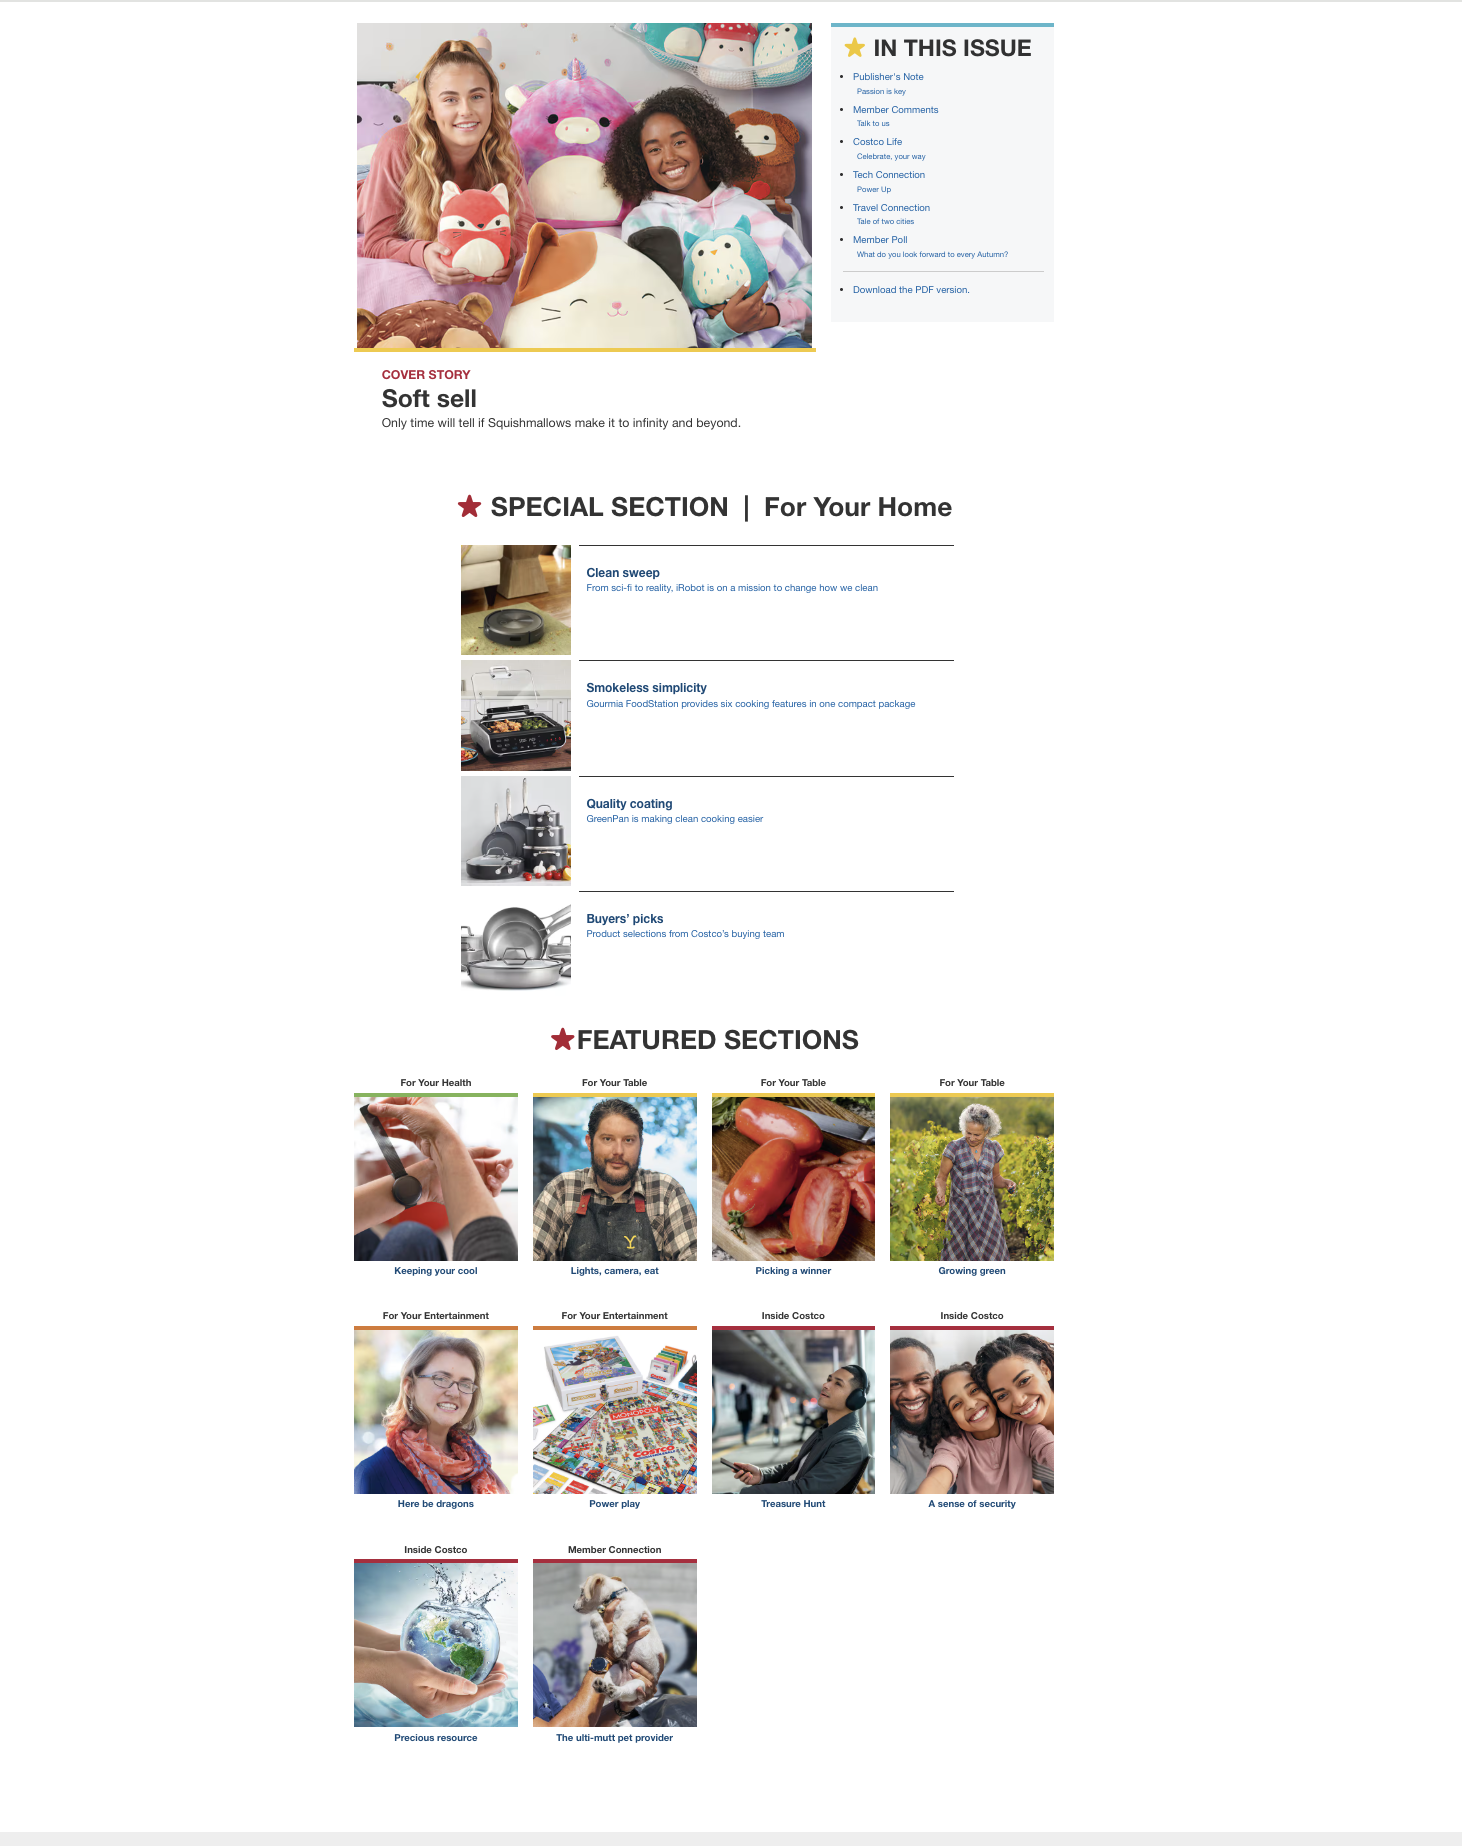 IN THIS ISSUE
Publisher's Note
Passion is key
Member Comments
Talk to us
Costco Life
Celebrate, your way
Tech Connection
Power Up
Travel Connection
Tale of two cities
Member Poll
What do you look forward to every Autumn?
Download the PDF version.
COVER STORY
Soft sell
Only time will tell if Squishmallows make it to infinity and beyond.
SPECIAL SECTION | For Your Home
Clean sweep
From sci-fi to reality, iRobot is on a mission to change how we clean
Smokeless simplicity
Gourmia FoodStation provides six cooking features in one compact package
Quality coating
GreenPan is making clean cooking easier
Buyers’ picks
Product selections from Costco’s buying team
FEATURED SECTIONS
For Your Health
Keeping your cool
For Your Table
Y
Lights, camera, eat
For Your Table
Picking a winner
For Your Table
Growing green
For Your Entertainment
Here be dragons
For Your Entertainment
MONOPOLY
COSTCO
Power play
Inside Costco
Treasure Hunt
Inside Costco
A sense of security
Inside Costco
Precious resource
Member Connection
The ulti-mutt pet provider